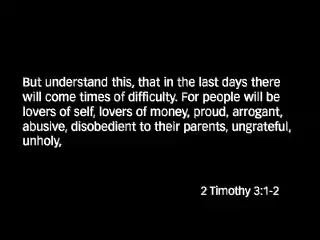 But understand this, that in the last days there
will come times of difficulty. For people will be
lovers of self, lovers of money, proud, arrogant,
abusive, disobedient to their parents, ungrateful,
unholy,
2 Timothy 3:1-2